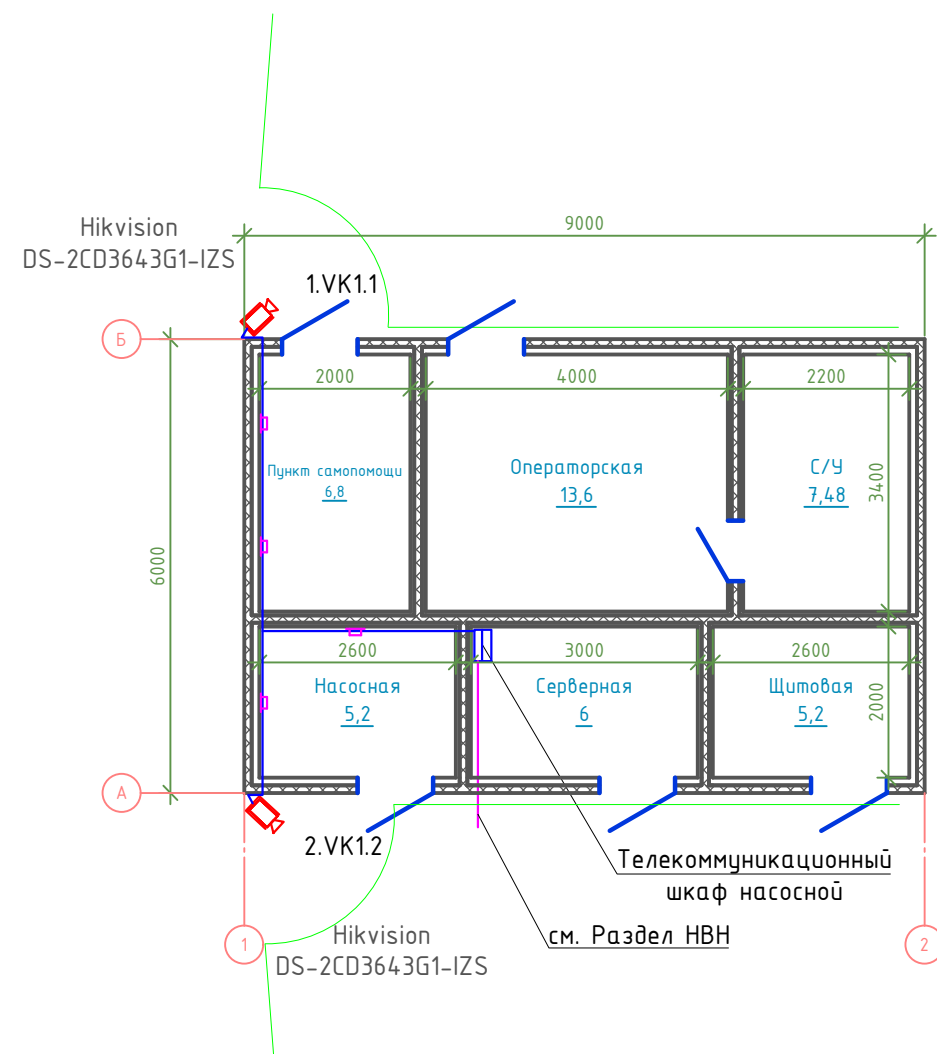 9000
Hikvision
DS-2CD3643G1-IZS
1.VK1.1
Б
2000
4000
2200
Пункт самопомощи
6,8
Операторская
13,6
С/У
7,48
3400
6000
2600
3000
2600
Насосная
5,2
Серверная
6
Щитовая
5,2
2000
А
2.VK1.2
Телекоммуникационный
шкаф насосной
1
Hikvision
DS-2CD3643G1-IZS
см. Раздел НВН
2